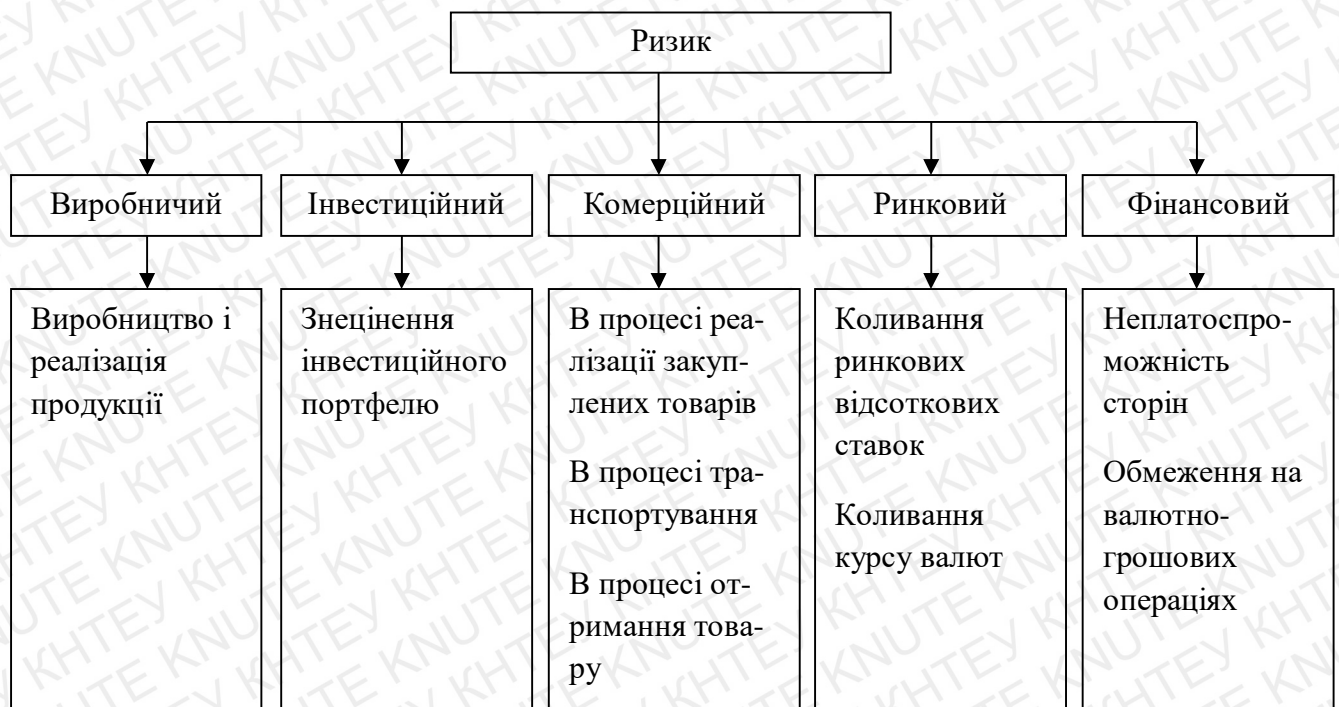 Ризик
Виробничий
Інвестиційний
Комерційний
Ринковий
Фінансовий
Виробництво і
реалізація
продукції
Знецінення
інвестиційного
портфелю
В процесі реа-
лізації закуп-
лених товарів
В процесі тра-
нспортування
В процесі от-
римання това-
ру
Коливання
ринкових
відсоткових
ставок
Коливання
курсу валют
Неплатоспро-
можність
сторін
Обмеження на
валютно-
грошових
операціях